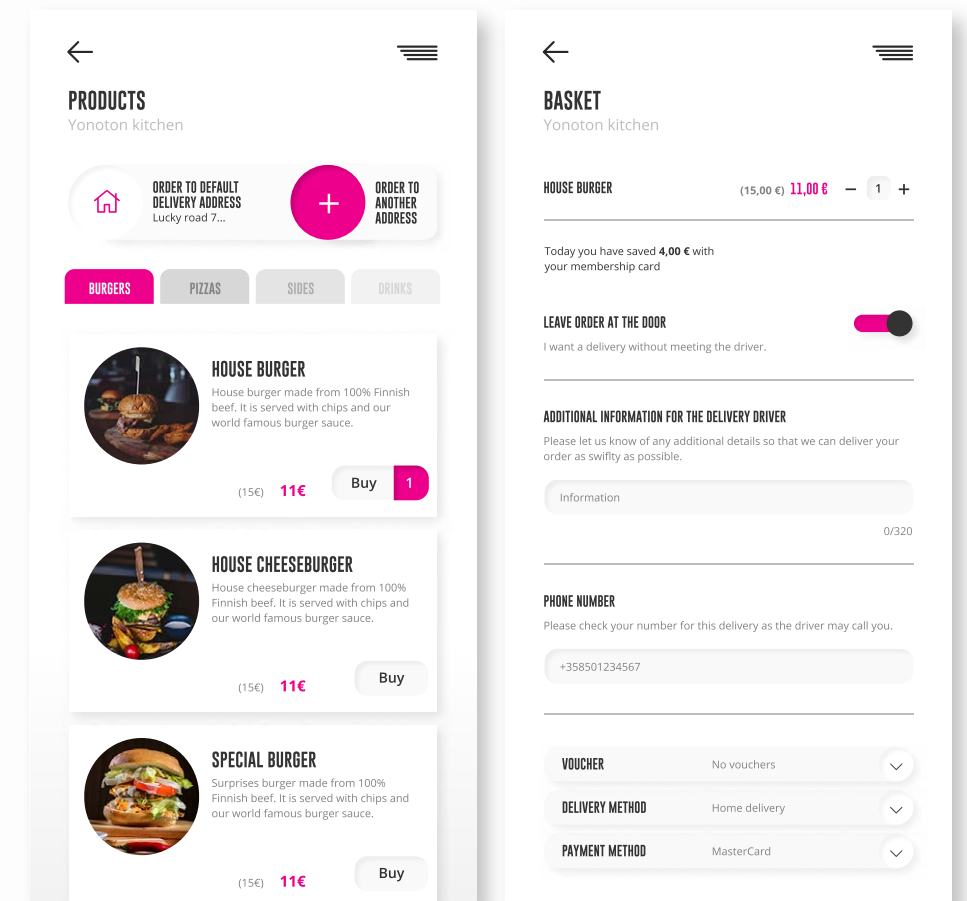 PRODUCTS
Yonoton kitchen
ORDER TO DEFAULT
DELIVERY ADDRESS
Lucky road 7...
ORDER TO
ANOTHER
ADDRESS
BURGERS
PIZZAS
SIDES
DRINKS
HOUSE BURGER
House burger made from 100% Finnish
beef. It is served with chips and our
world famous burger sauce.
(15€) 11€
Buy 1
HOUSE CHEESEBURGER
House cheeseburger made from 100%
Finnish beef. It is served with chips and
our world famous burger sauce.
(15€) 11€
Buy
SPECIAL BURGER
Surprises burger made from 100%
Finnish beef. It is served with chips and
our world famous burger sauce.
(15€) 11€
Buy
BASKET
Yonoton kitchen
HOUSE BURGER (15,00 €) 11,00 € − 1 +
Today you have saved 4,00 € with
your membership card
LEAVE ORDER AT THE DOOR
I want a delivery without meeting the driver.
ADDITIONAL INFORMATION FOR THE DELIVERY DRIVER
Please let us know of any additional details so that we can deliver your
order as swiflty as possible.
Information
0/320
PHONE NUMBER
Please check your number for this delivery as the driver may call you.
+358501234567
VOUCHER No vouchers
DELIVERY METHOD Home delivery
PAYMENT METHOD MasterCard